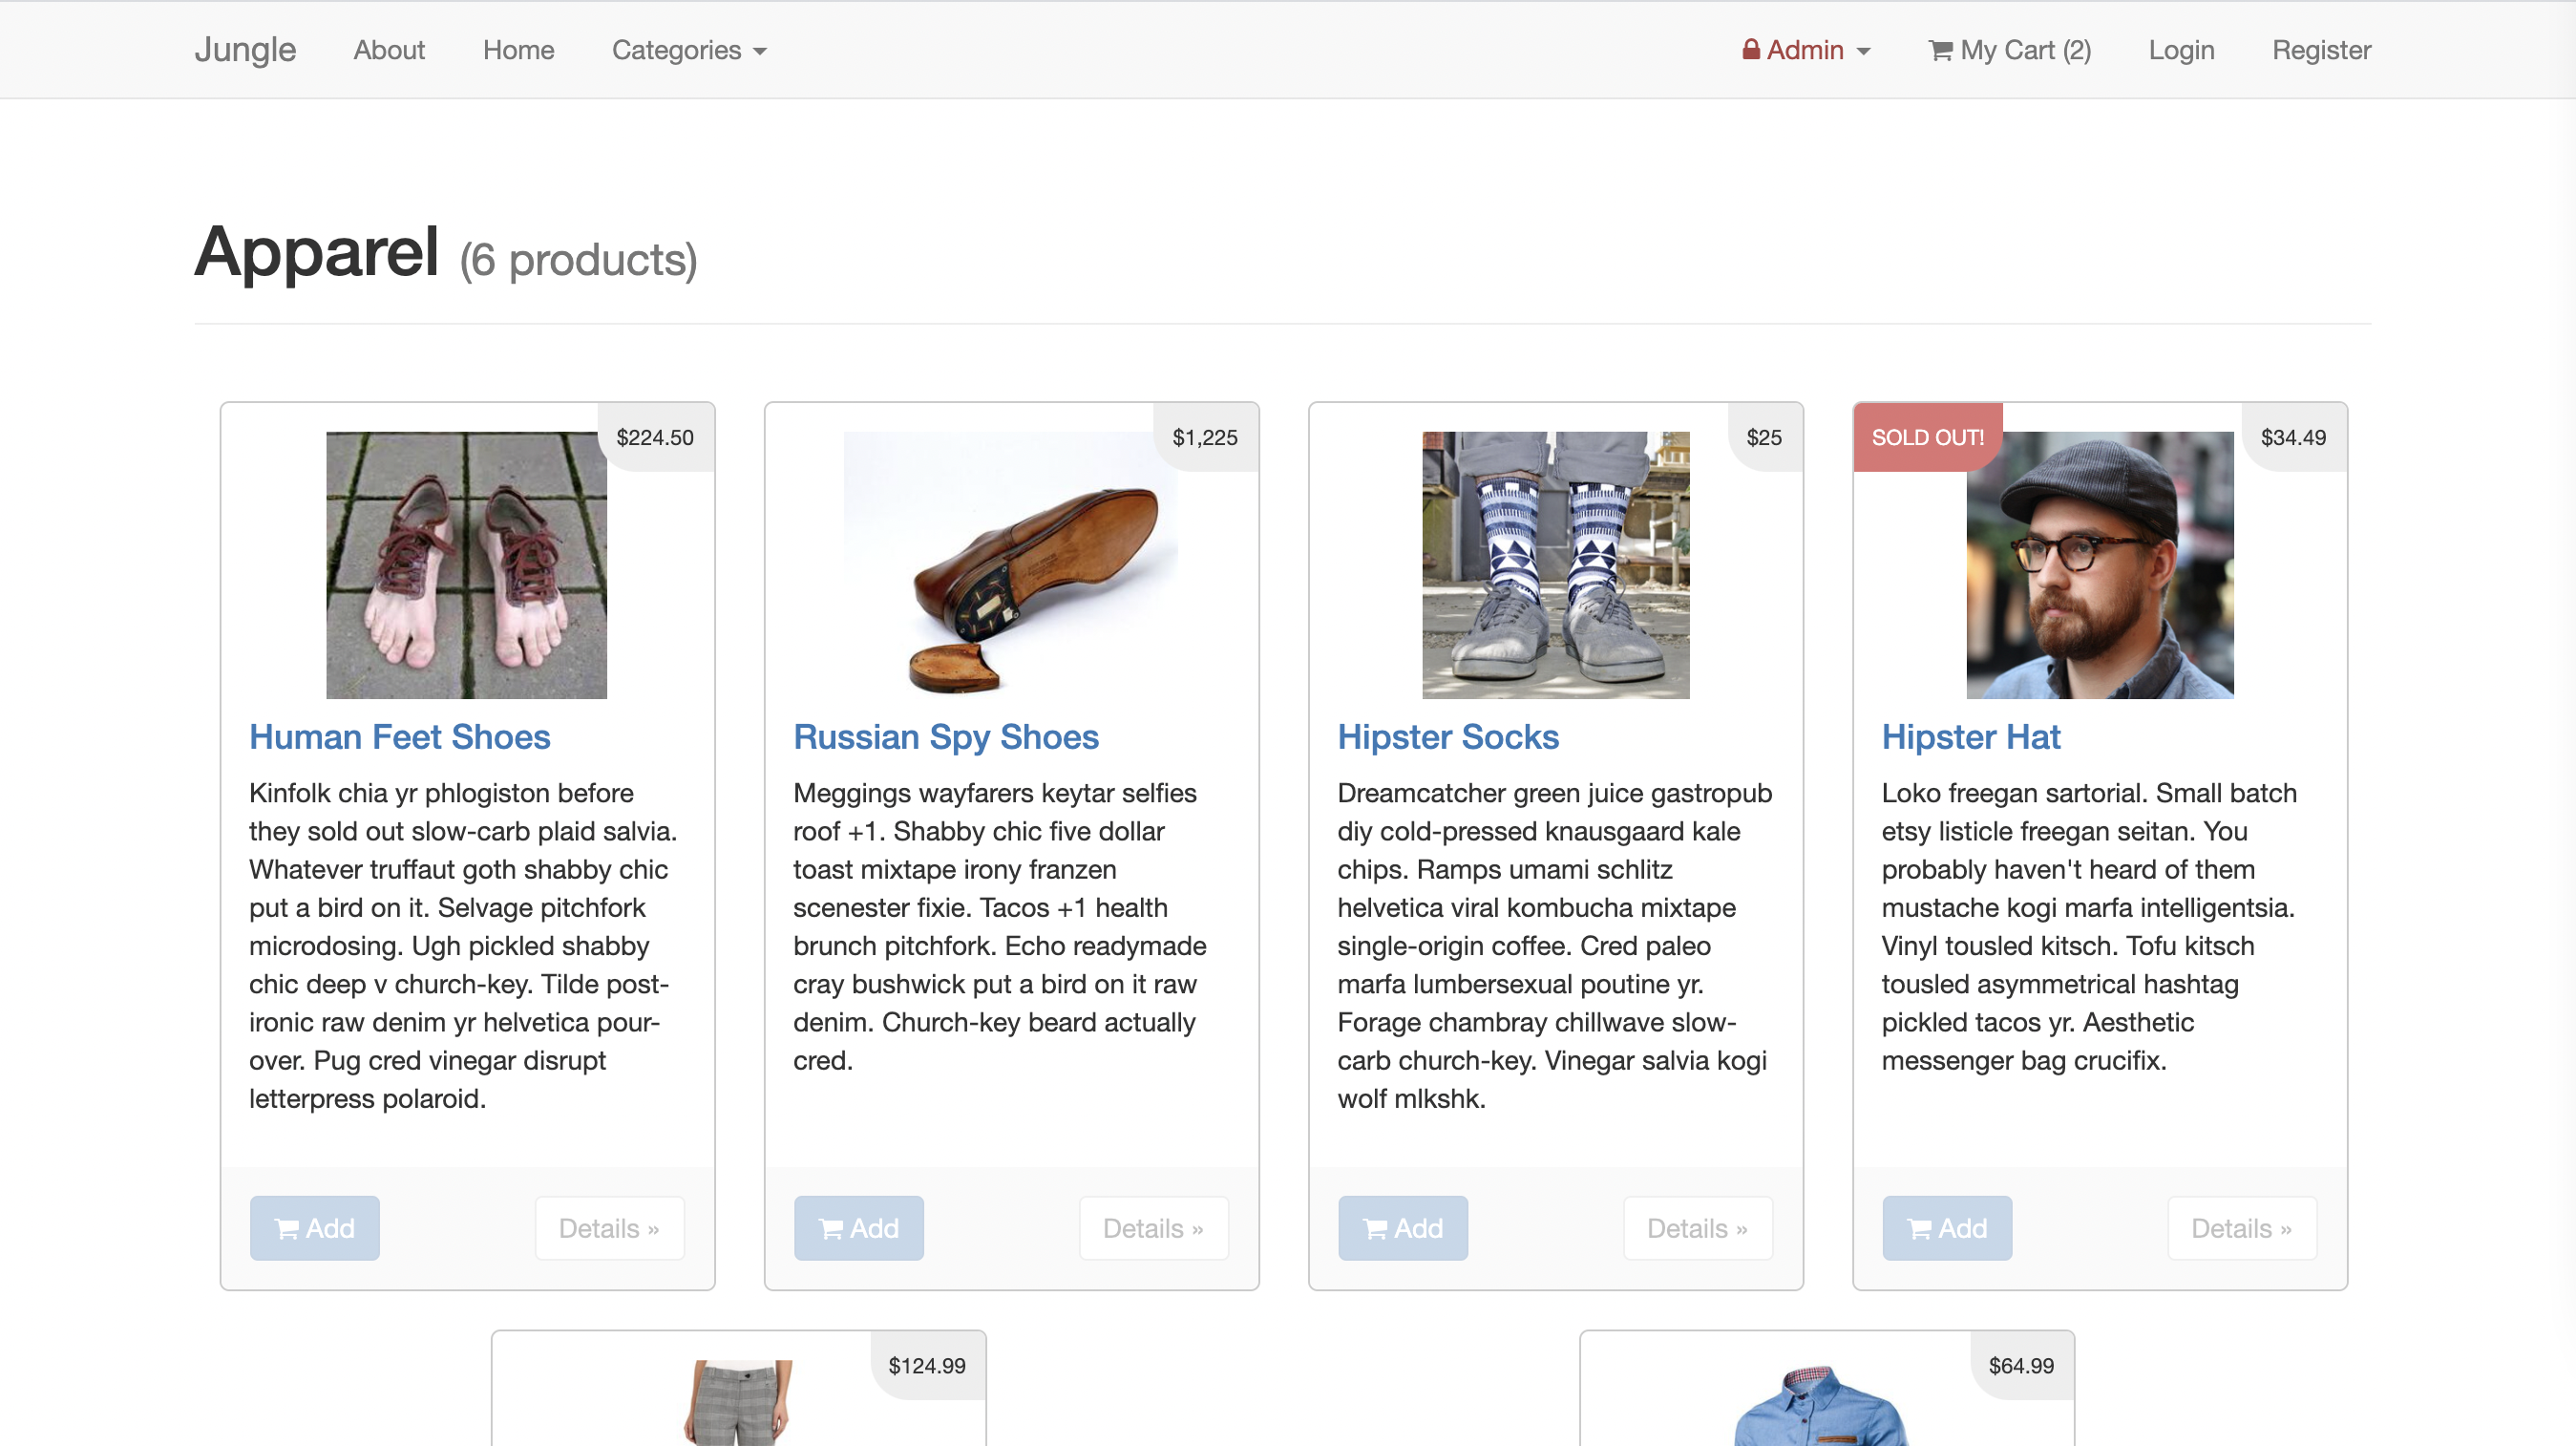 Jungle About Home Categories Admin My Cart (2) Login Register
Apparel (6 products)
$224.50
Human Feet Shoes
Kinfolk chia yr phlogiston before
they sold out slow-carb plaid salvia.
Whatever truffaut goth shabby chic
put a bird on it. Selvage pitchfork
microdosing. Ugh pickled shabby
chic deep v church-key. Tilde post-
ironic raw denim yr helvetica pour-
over. Pug cred vinegar disrupt
letterpress polaroid.
Add Details »
$1,225
Russian Spy Shoes
Meggings wayfarers keytar selfies
roof +1. Shabby chic five dollar
toast mixtape irony franzen
scenester fixie. Tacos +1 health
brunch pitchfork. Echo readymade
cray bushwick put a bird on it raw
denim. Church-key beard actually
cred.
Add Details »
$25
Hipster Socks
Dreamcatcher green juice gastropub
diy cold-pressed knausgaard kale
chips. Ramps umami schlitz
helvetica viral kombucha mixtape
single-origin coffee. Cred paleo
marfa lumbersexual poutine yr.
Forage chambray chillwave slow-
carb church-key. Vinegar salvia kogi
wolf mlkshk.
Add Details »
SOLD OUT! $34.49
Hipster Hat
Loko freegan sartorial. Small batch
etsy listicle freegan seitan. You
probably haven't heard of them
mustache kogi marfa intelligentsia.
Vinyl tousled kitsch. Tofu kitsch
tousled asymmetrical hashtag
pickled tacos yr. Aesthetic
messenger bag crucifix.
Add Details »
$124.99
$64.99